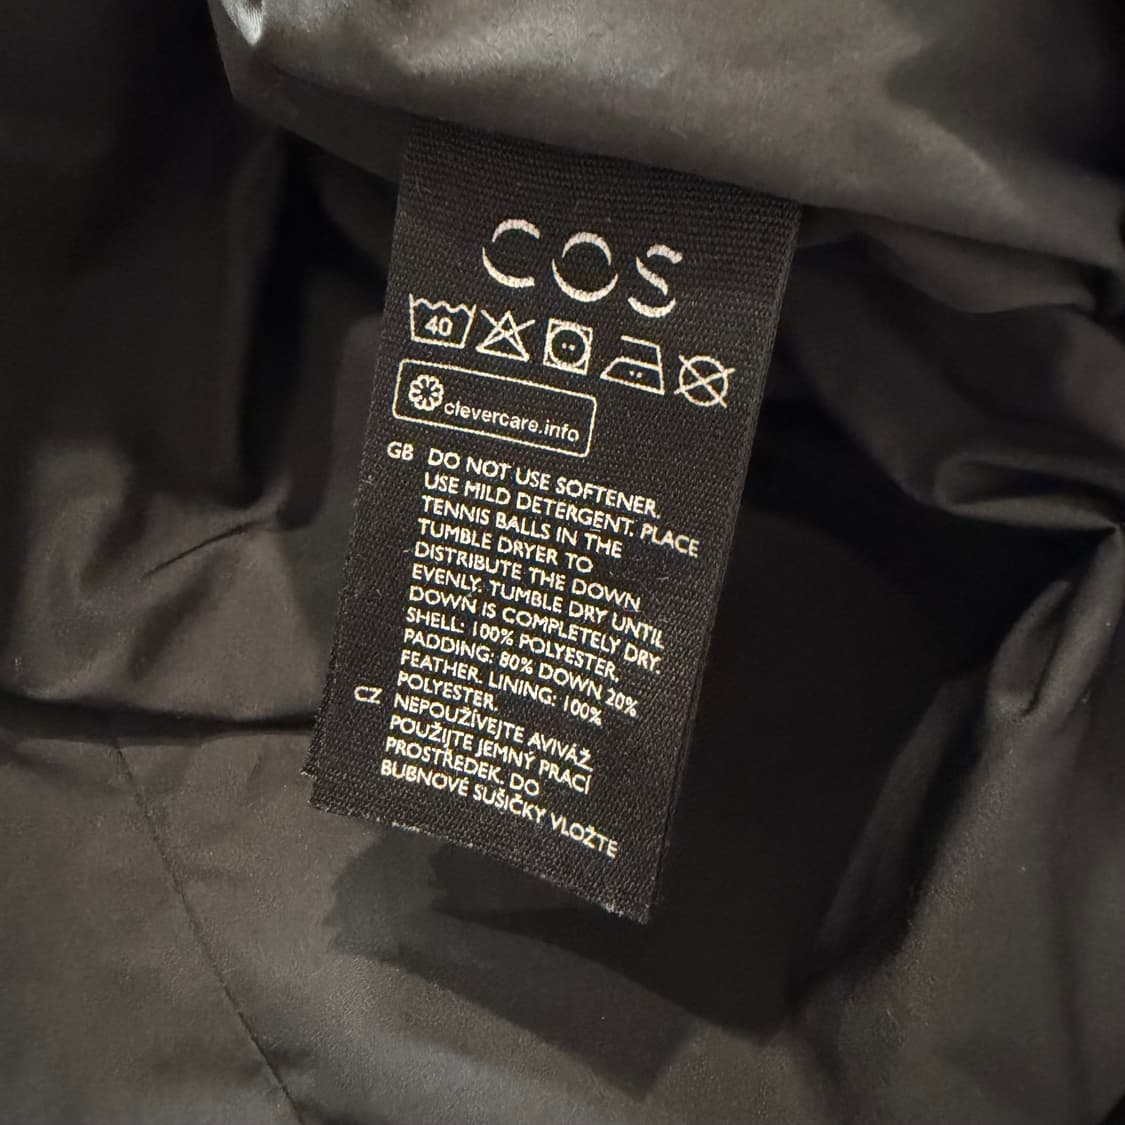 COS
40
clevercare.info
GB DO NOT USE SOFTENER.
USE MILD DETERGENT. PLACE
TENNIS BALLS IN THE
TUMBLE DRYER TO
DISTRIBUTE THE DOWN
EVENLY. TUMBLE DRY UNTIL
DOWN IS COMPLETELY DRY.
SHELL: 100% POLYESTER,
PADDING: 80% DOWN 20%
FEATHER. LINING: 100%
POLYESTER.
CZ NEPOUŽÍVEJTE AVIVÁŽ.
POUŽIJTE JEMNÝ PRACÍ
PROSTŘEDEK. DO
BUBNOVÉ SUŠIČKY VLOŽTE